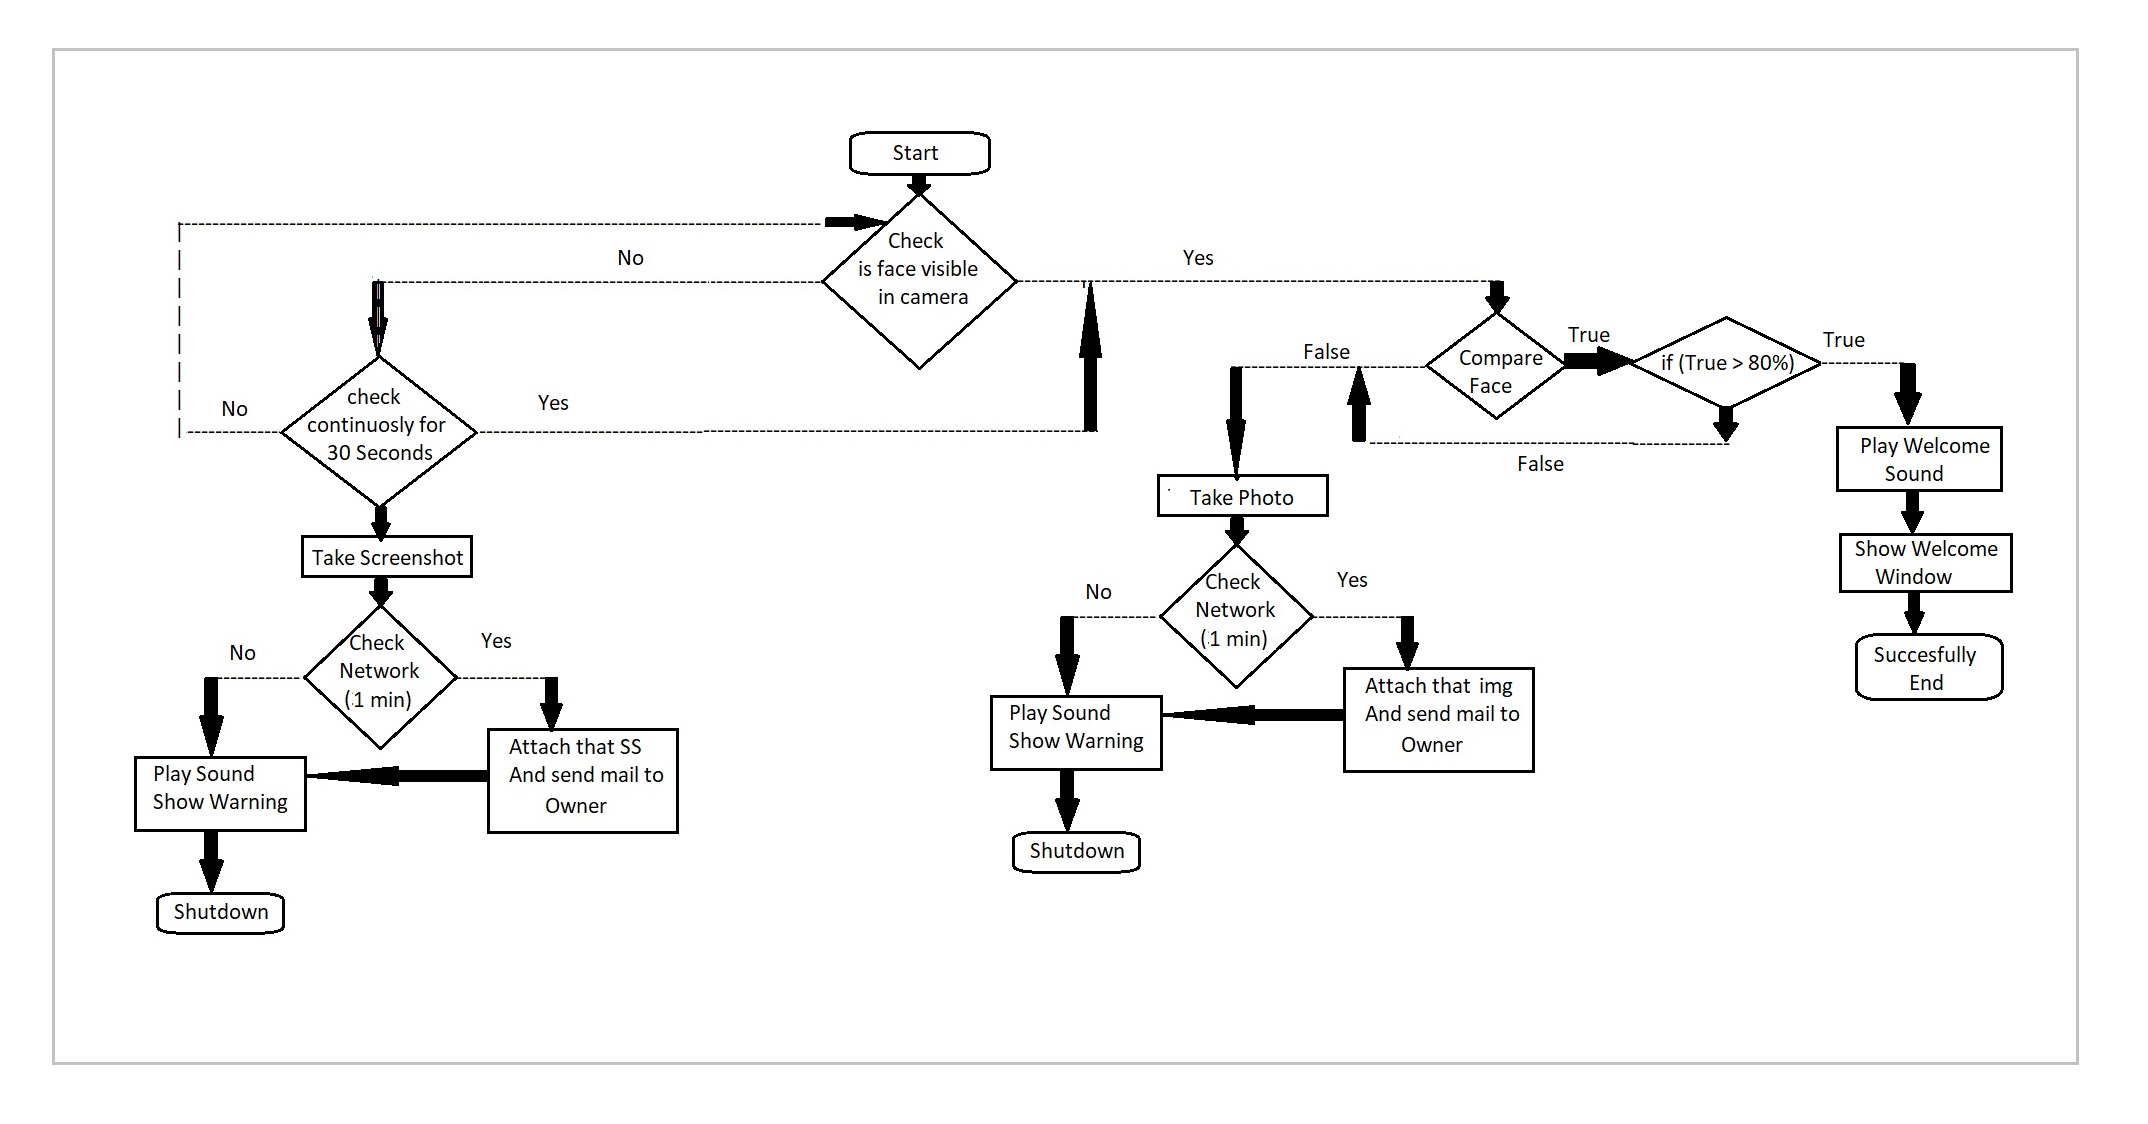 Start
Check
is face visible
in camera
No
Yes
check
continuosly for
30 Seconds
No
Yes
Take Screenshot
Check
Network
(1 min)
No
Yes
Attach that SS
And send mail to
Owner
Play Sound
Show Warning
Shutdown
Compare
Face
False
True
if (True > 80%)
True
False
Take Photo
Check
Network
(1 min)
No
Yes
Attach that img
And send mail to
Owner
Play Sound
Show Warning
Shutdown
Play Welcome
Sound
Show Welcome
Window
Succesfully
End